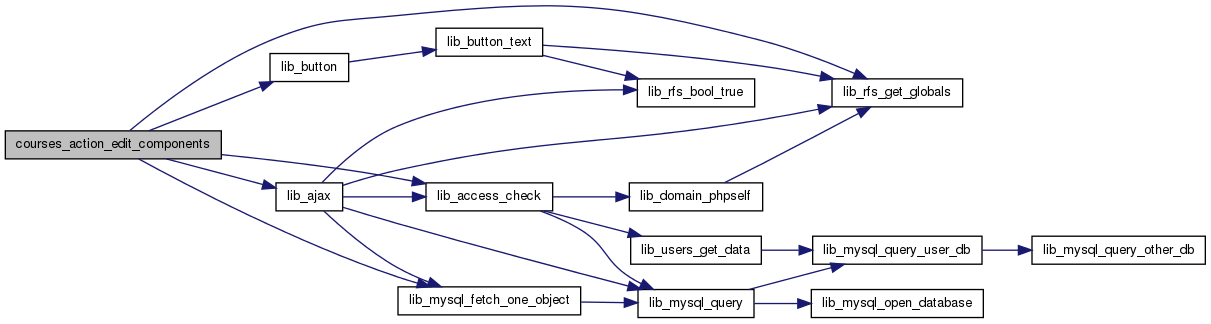 courses_action_edit_components
lib_button
lib_button_text
lib_rfs_bool_true
lib_rfs_get_globals
lib_ajax
lib_access_check
lib_domain_phpself
lib_users_get_data
lib_mysql_query_user_db
lib_mysql_query_other_db
lib_mysql_fetch_one_object
lib_mysql_query
lib_mysql_open_database